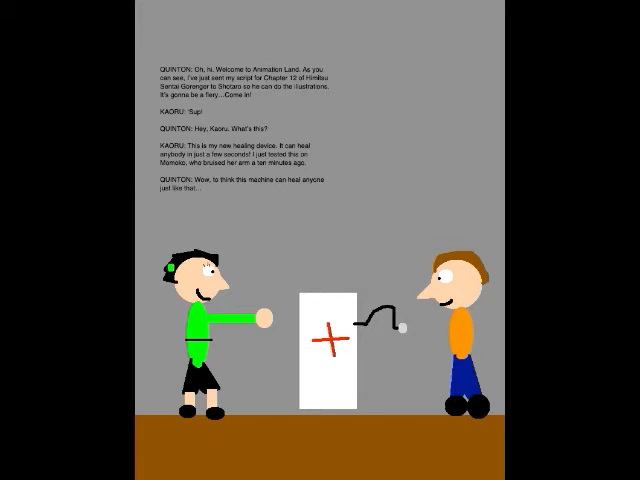 QUINTON: Oh, hi. Welcome to Animation Land. As you
can see, I've just sent my script for Chapter 12 of Himitsu
Sentai Gorenger to Shotaro so he can do the illustrations.
It's gonna be a fiery…Come in!
KAORU: 'Sup!
QUINTON: Hey, Kaoru. What's this?
KAORU: This is my new healing device. It can heal
anybody in just a few seconds! I just tested this on
Momoko, who bruised her arm a ten minutes ago.
QUINTON: Wow, to think this machine can heal anyone
just like that…